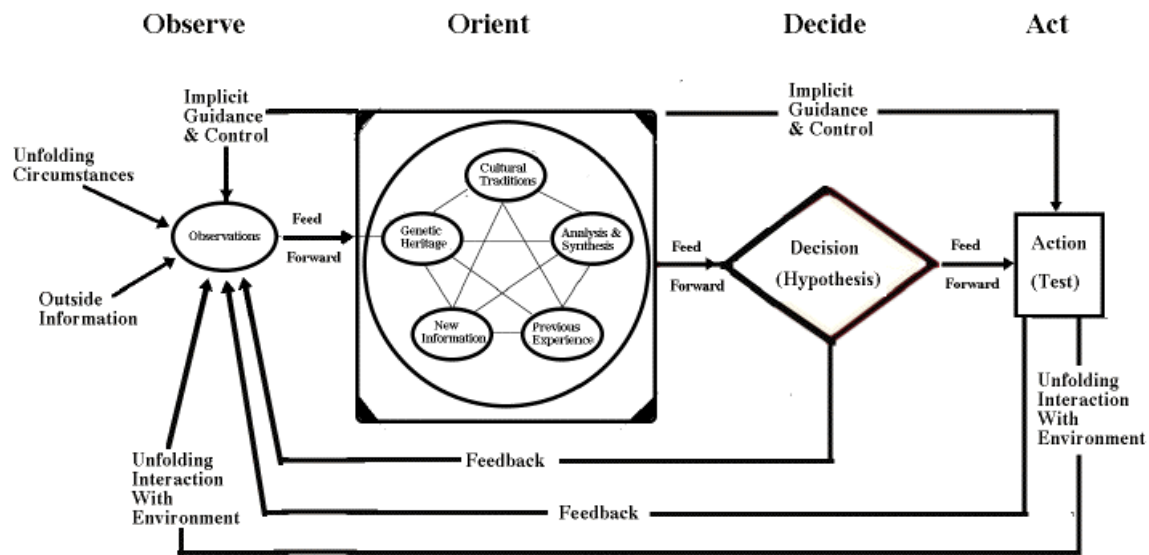 Observe
Orient
Decide
Act
Implicit
Guidance
& Control
Unfolding
Circumstances
Observations
Outside
Information
Feed
Forward
Cultural
Traditions
Genetic
Heritage
Analysis &
Synthesis
New
Information
Previous
Experience
Feed
Forward
Implicit
Guidance
& Control
Decision
(Hypothesis)
Feed
Forward
Action
(Test)
Unfolding
Interaction
With
Environment
Feedback
Feedback
Unfolding
Interaction
With
Environment